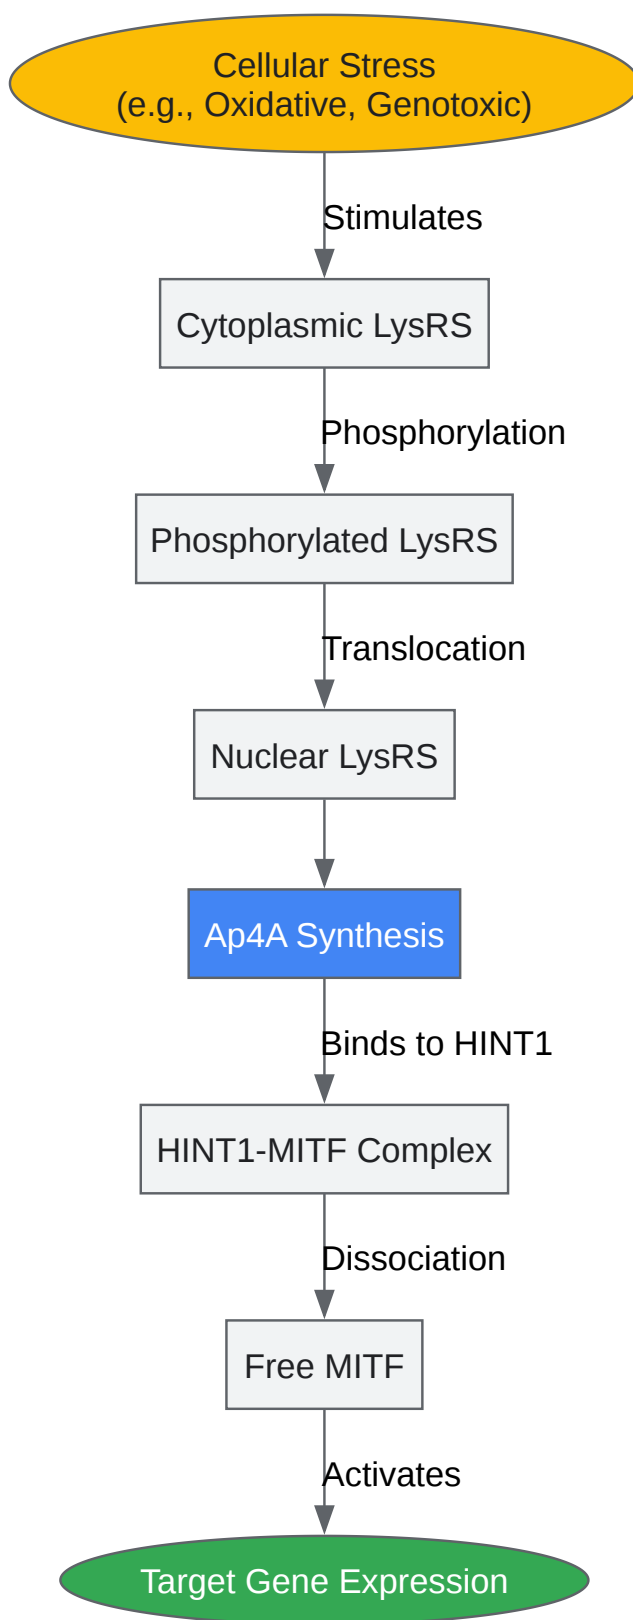 Cellular Stress
(e.g., Oxidative, Genotoxic)
Stimulates
Cytoplasmic LysRS
Phosphorylation
Phosphorylated LysRS
Translocation
Nuclear LysRS
Ap4A Synthesis
Binds to HINT1
HINT1-MITF Complex
Dissociation
Free MITF
Activates
Target Gene Expression